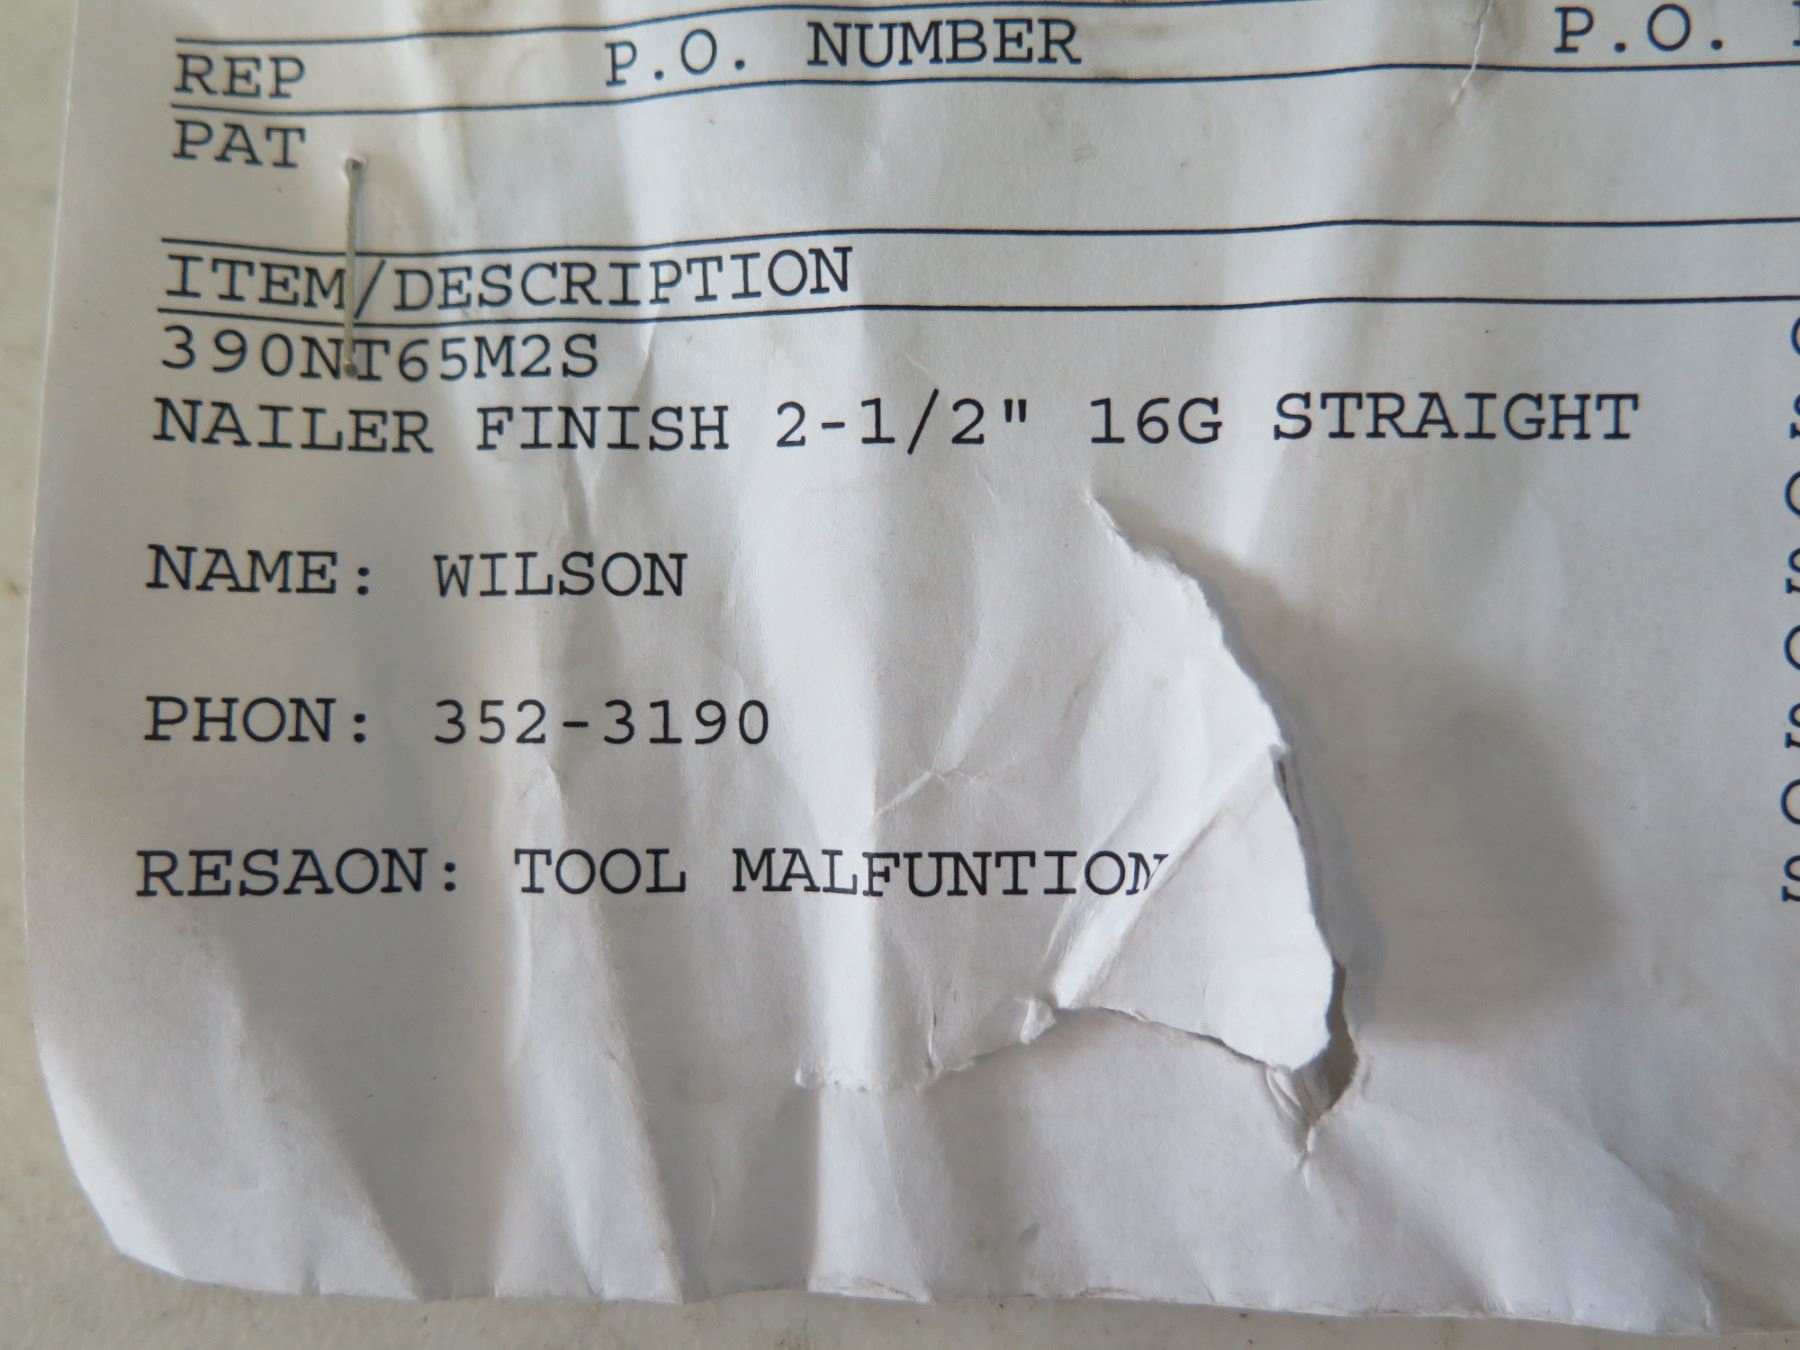 REP P.O. NUMBER P.O.
PAT
ITEM/DESCRIPTION
390NT65M2S
NAILER FINISH 2-1/2" 16G STRAIGHT
NAME: WILSON
PHON: 352-3190
RESAON: TOOL MALFUNTION